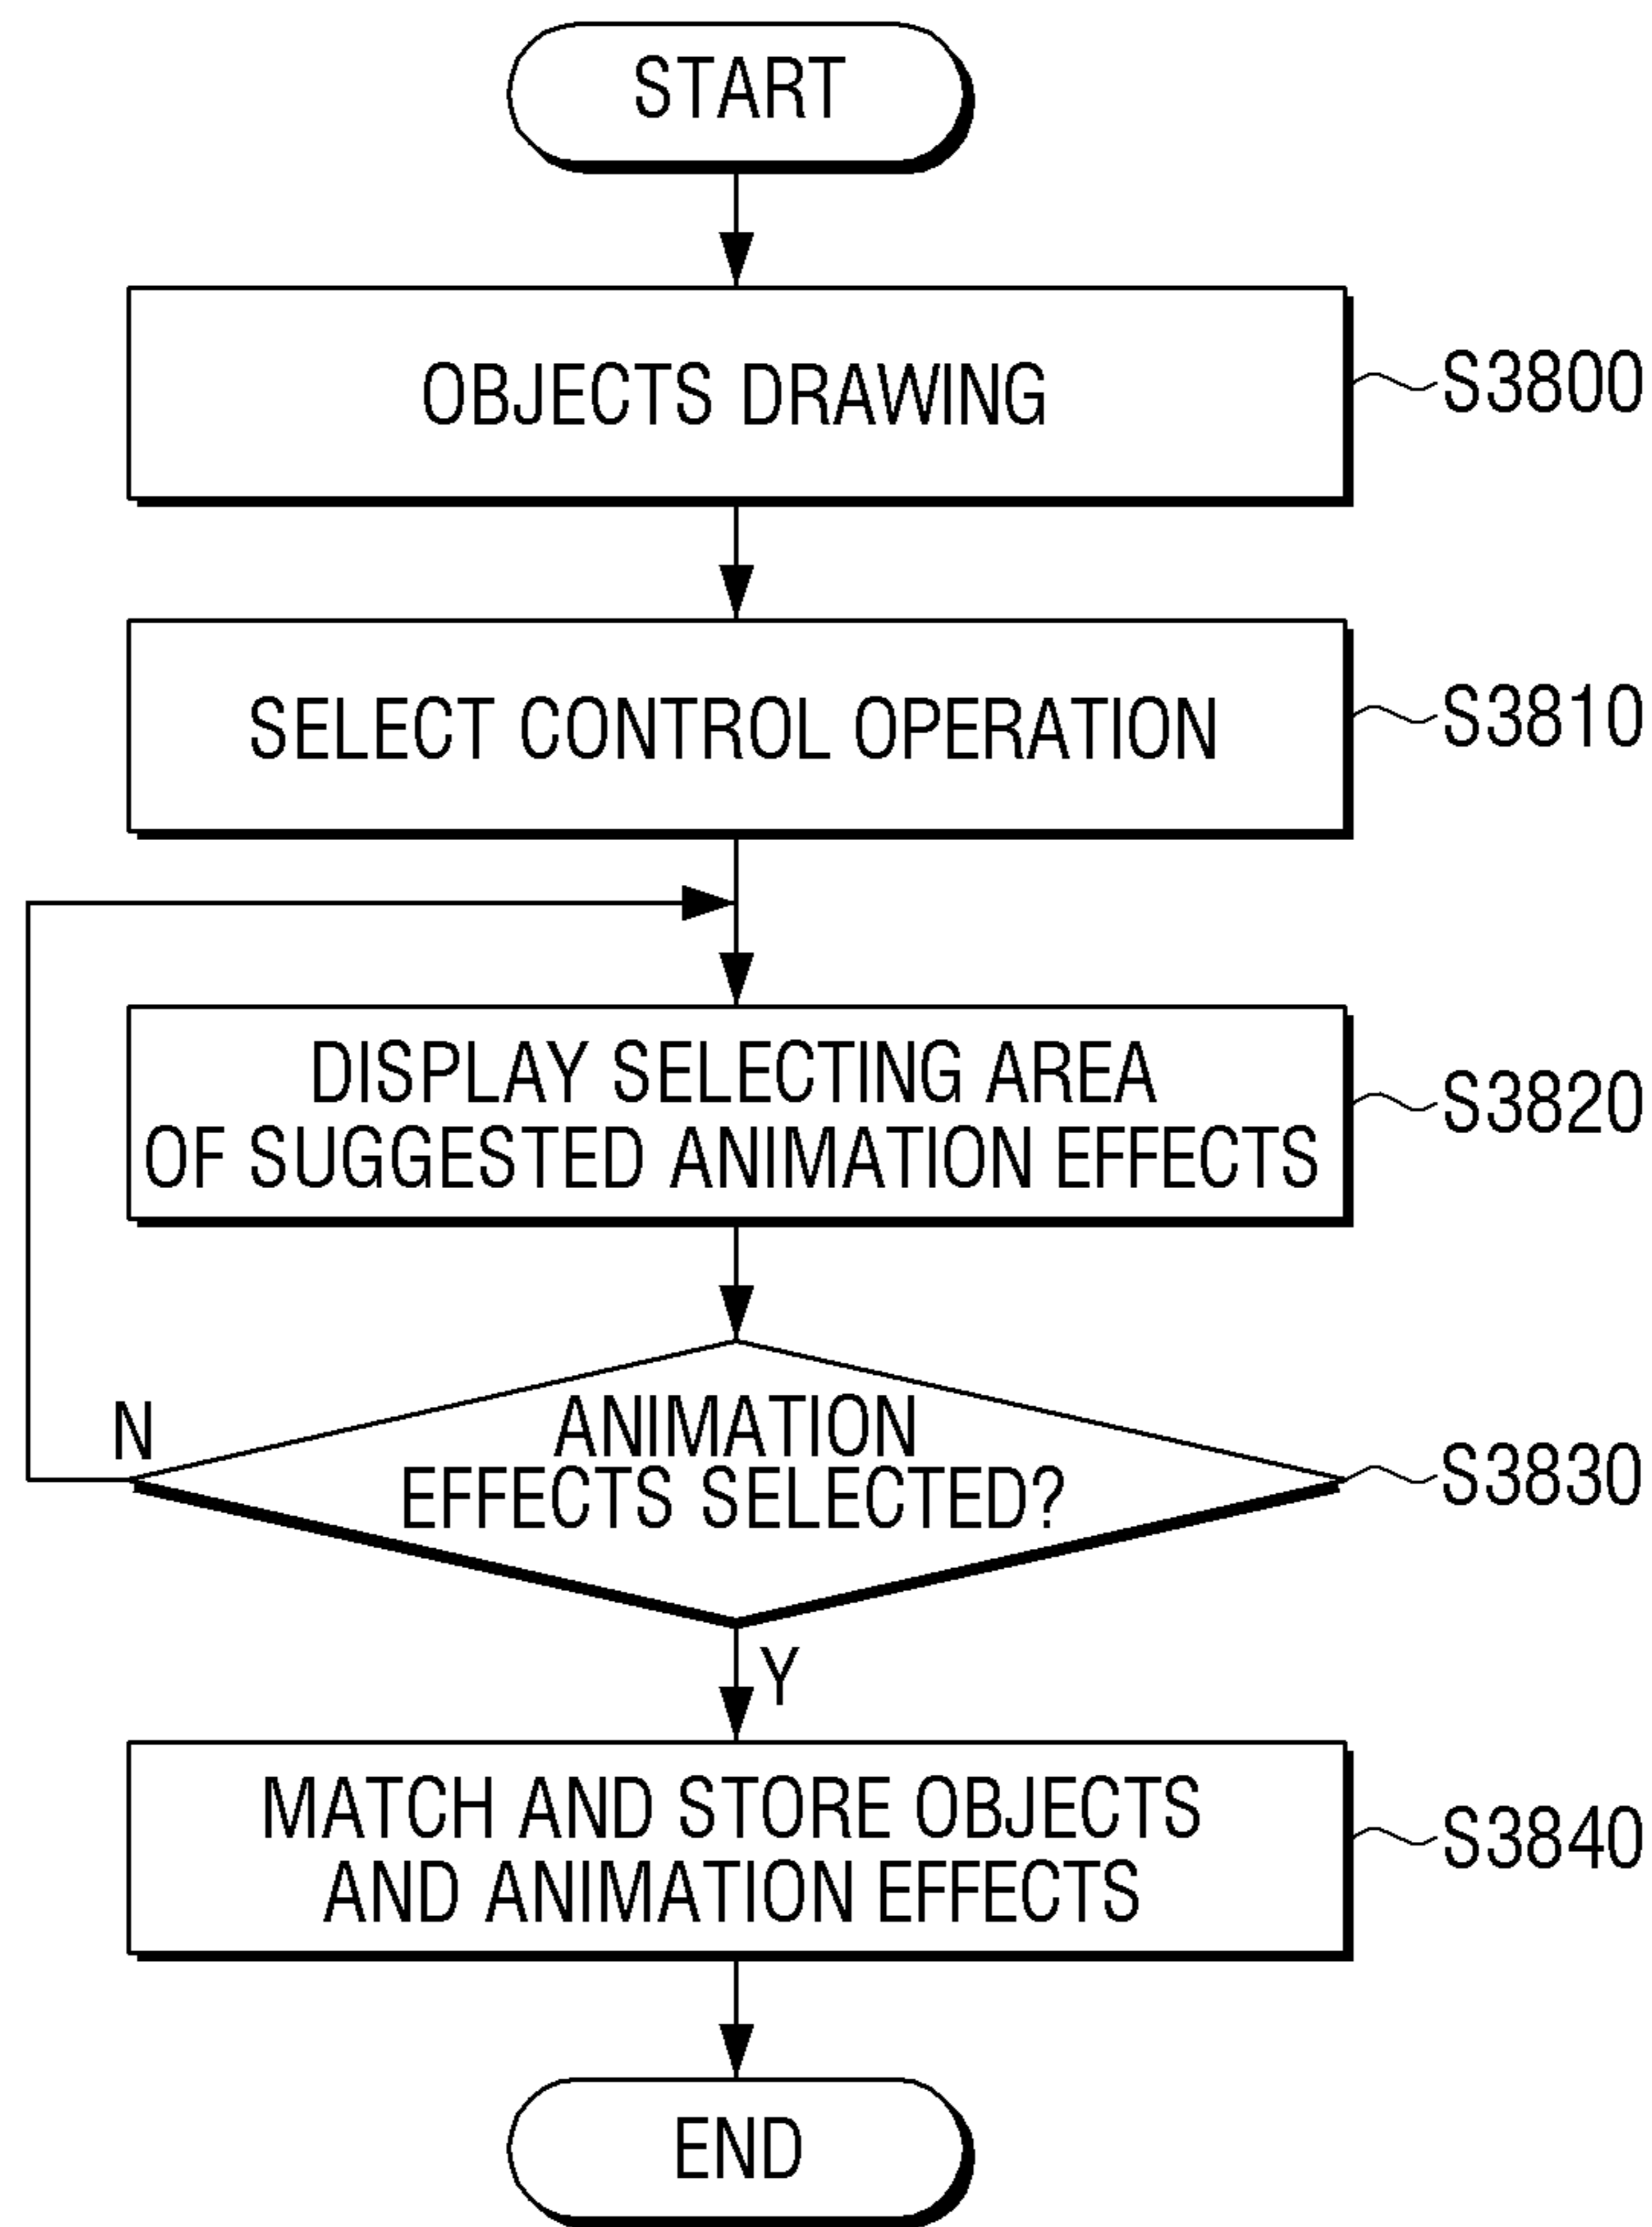 START
OBJECTS DRAWING
S3800
SELECT CONTROL OPERATION
S3810
DISPLAY SELECTING AREA
OF SUGGESTED ANIMATION EFFECTS
S3820
N
ANIMATION
EFFECTS SELECTED?
S3830
Y
MATCH AND STORE OBJECTS
AND ANIMATION EFFECTS
S3840
END